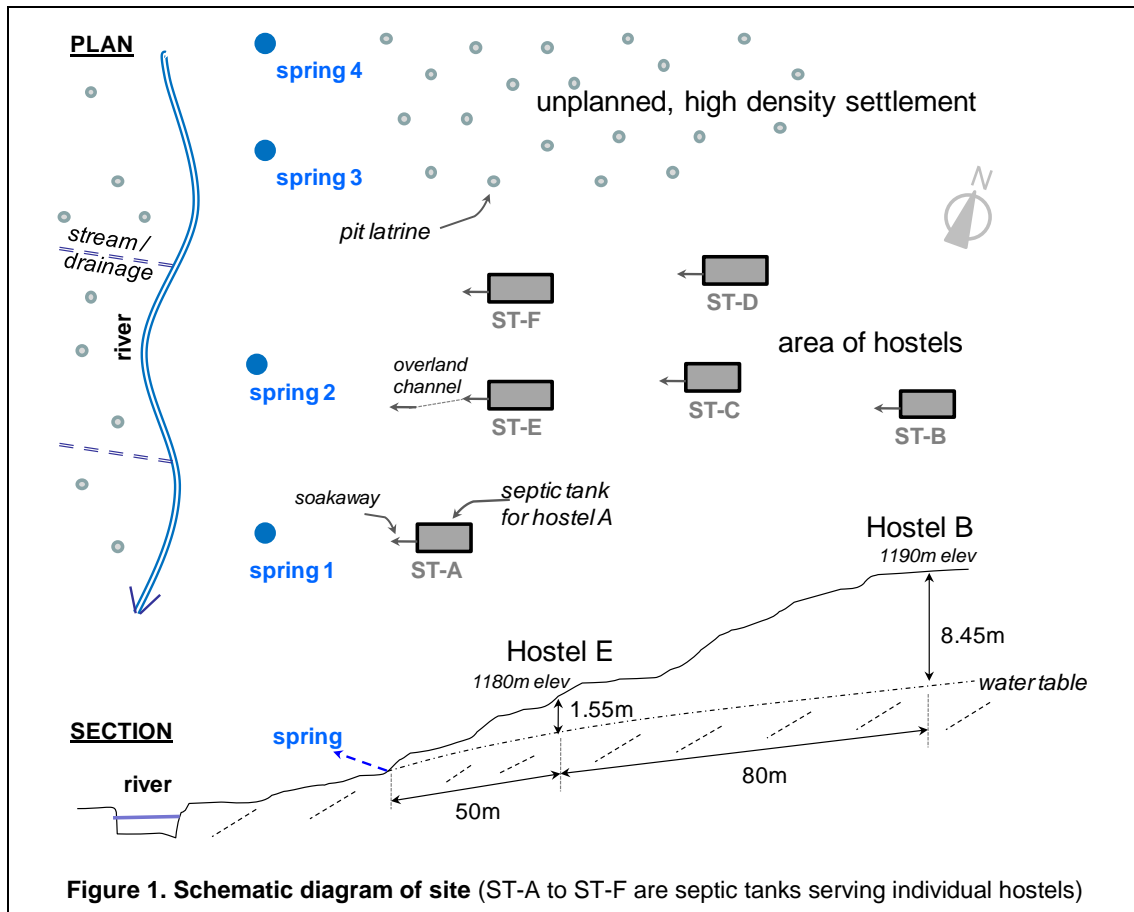 PLAN
spring 4
unplanned, high density settlement
spring 3
N
pit latrine
stream/
drainage
river
ST-F
ST-D
area of hostels
spring 2
overland
channel
ST-E
ST-C
ST-B
soakaway
septic tank
for hostel A
spring 1
ST-A
Hostel B
1190m elev
8.45m
Hostel E
1180m elev
water table
1.55m
SECTION
spring
river
80m
50m
Figure 1. Schematic diagram of site (ST-A to ST-F are septic tanks serving individual hostels)